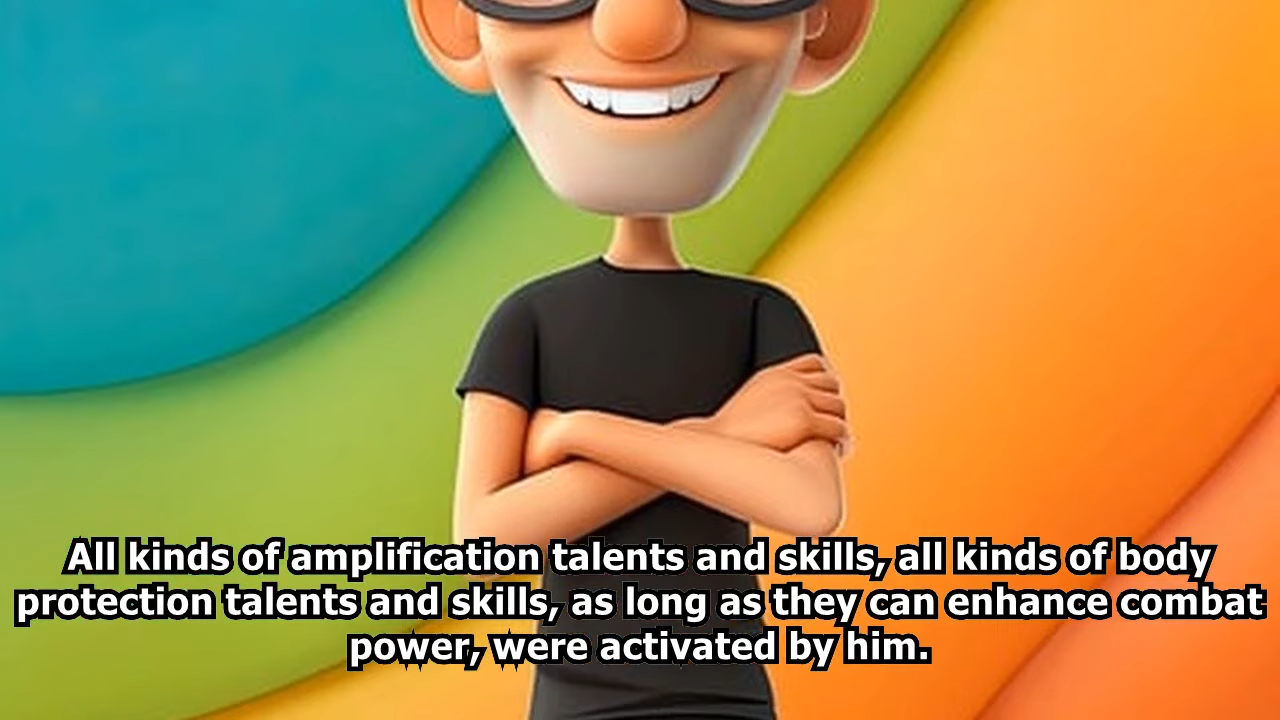 All kinds of amplification talents and skills, all kinds of body
protection talents and skills, as long as they can enhance combat
power, were activated by him.